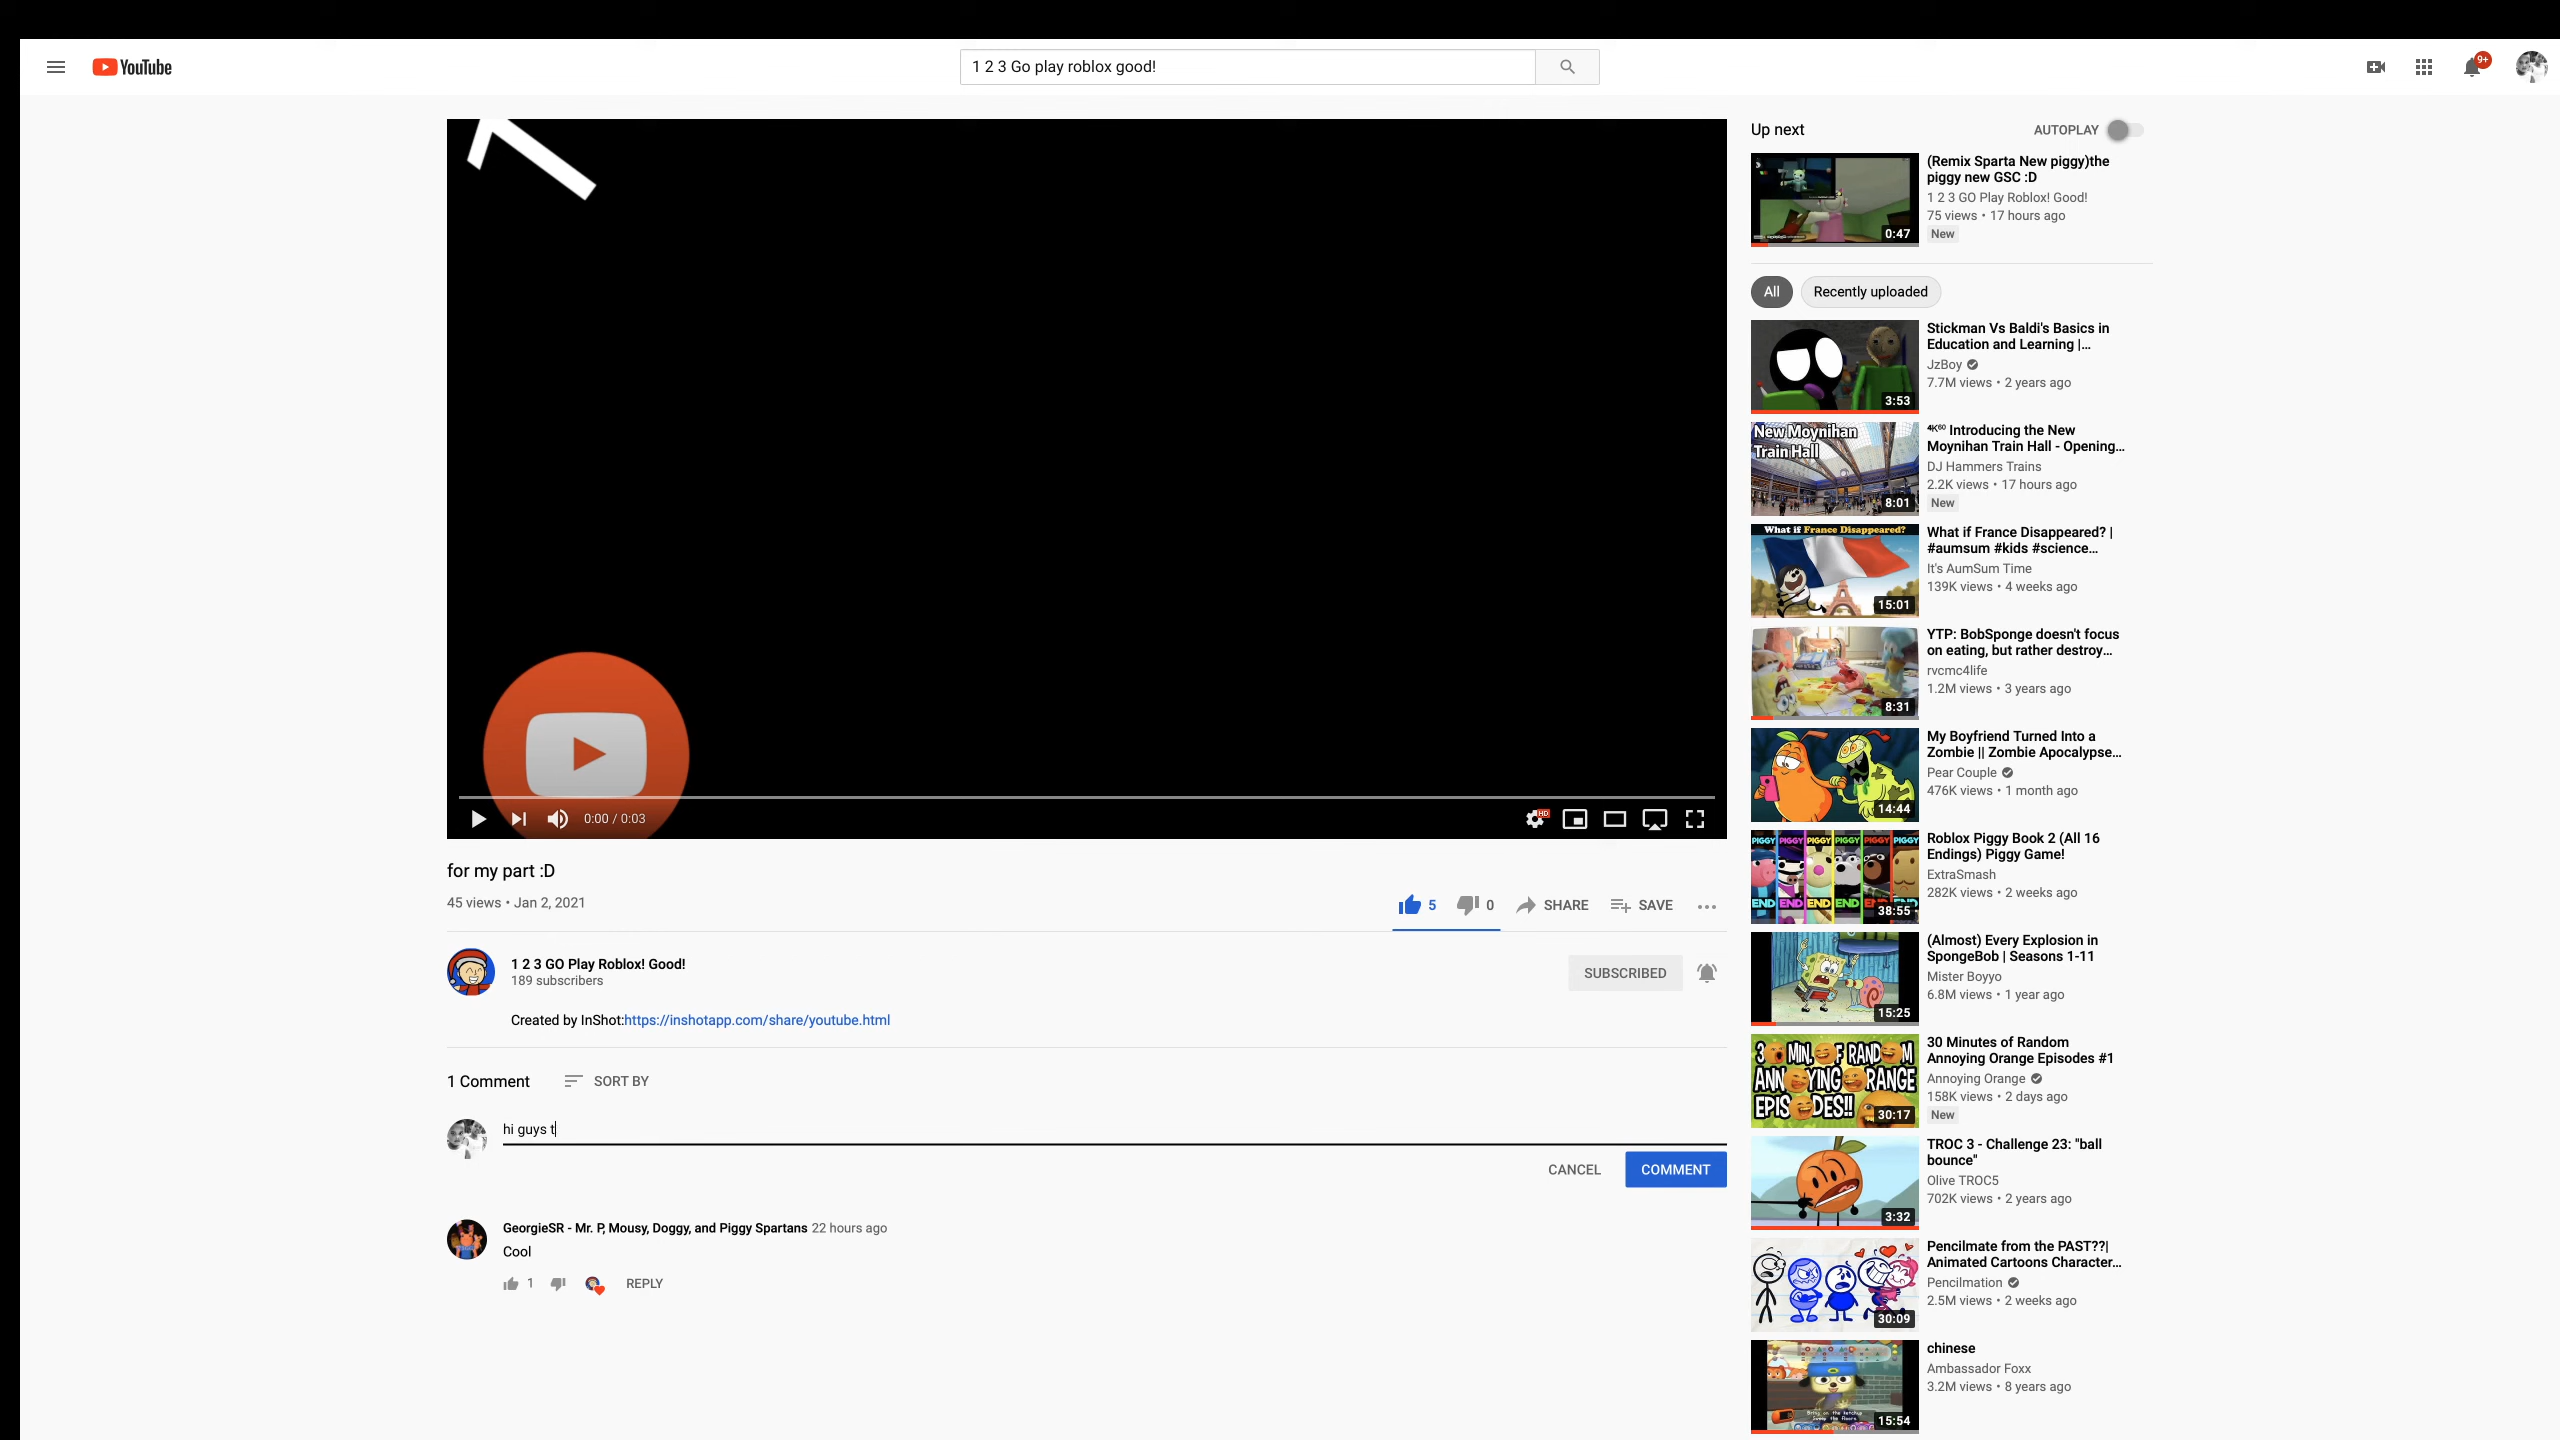 YouTube
1 2 3 Go play roblox good!
9+
0:00 / 0:03
HD
for my part :D
45 views • Jan 2, 2021
5
0
SHARE
SAVE
1 2 3 GO Play Roblox! Good!
189 subscribers
SUBSCRIBED
Created by InShot:https://inshotapp.com/share/youtube.html
1 Comment
SORT BY
hi guys t
CANCEL
COMMENT
GeorgieSR - Mr. P, Mousy, Doggy, and Piggy Spartans 22 hours ago
Cool
1
REPLY
Up next
AUTOPLAY
0:47
(Remix Sparta New piggy)the
piggy new GSC :D
1 2 3 GO Play Roblox! Good!
75 views • 17 hours ago
New
All
Recently uploaded
3:53
Stickman Vs Baldi's Basics in
Education and Learning |...
JzBoy
7.7M views • 2 years ago
New Moynihan
Train Hall
8:01
⁴ᴷ⁶⁰ Introducing the New
Moynihan Train Hall - Opening...
DJ Hammers Trains
2.2K views • 17 hours ago
New
What if France Disappeared?
15:01
What if France Disappeared? |
#aumsum #kids #science...
It's AumSum Time
139K views • 4 weeks ago
8:31
YTP: BobSponge doesn't focus
on eating, but rather destroy...
rvcmc4life
1.2M views • 3 years ago
14:44
My Boyfriend Turned Into a
Zombie || Zombie Apocalypse...
Pear Couple
476K views • 1 month ago
PIGGY PIGGY PIGGY PIGGY PIGGY PIGGY
END END END END END
38:55
Roblox Piggy Book 2 (All 16
Endings) Piggy Game!
ExtraSmash
282K views • 2 weeks ago
15:25
(Almost) Every Explosion in
SpongeBob | Seasons 1-11
Mister Boyyo
6.8M views • 1 year ago
30 MIN. OF RANDOM
ANNOYING ORANGE
EPISODES!!
30:17
30 Minutes of Random
Annoying Orange Episodes #1
Annoying Orange
158K views • 2 days ago
New
3:32
TROC 3 - Challenge 23: "ball
bounce"
Olive TROC5
702K views • 2 years ago
30:09
Pencilmate from the PAST??|
Animated Cartoons Character...
Pencilmation
2.5M views • 2 weeks ago
15:54
chinese
Ambassador Foxx
3.2M views • 8 years ago